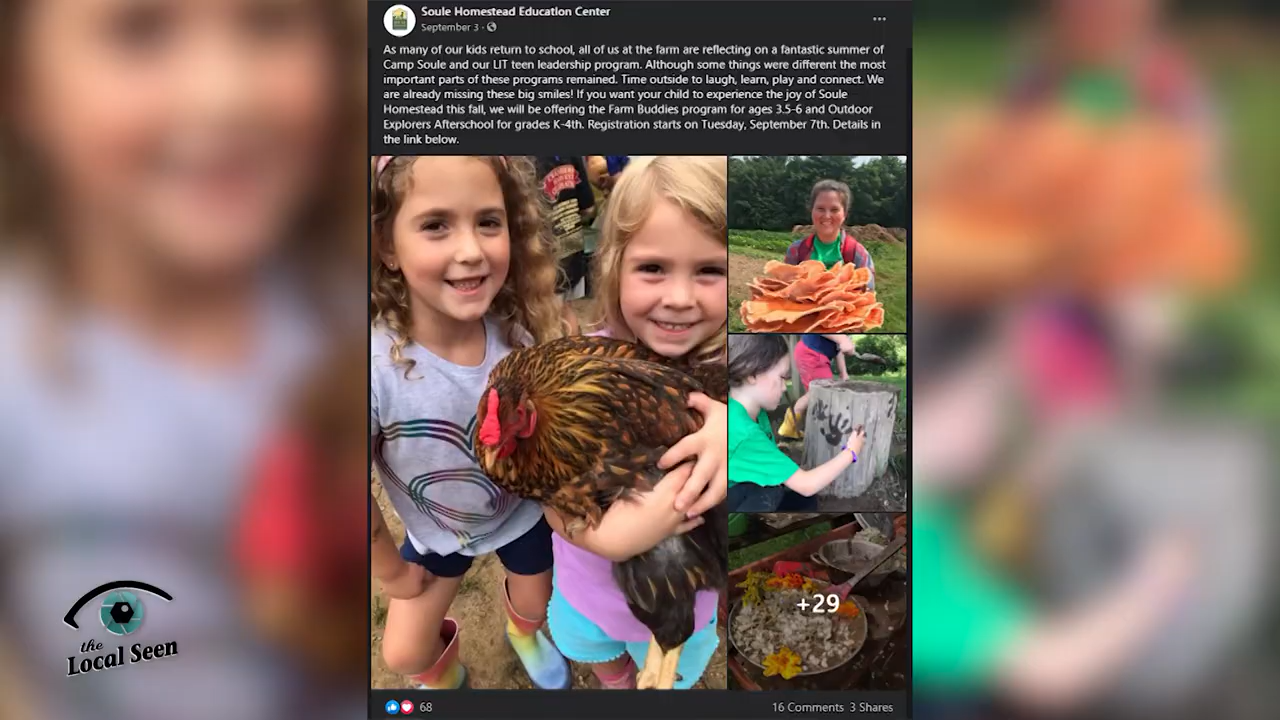 Soule Homestead Education Center
September 3 ·
As many of our kids return to school, all of us at the farm are reflecting on a fantastic summer of
Camp Soule and our LIT teen leadership program. Although some things were different the most
important parts of these programs remained. Time outside to laugh, learn, play and connect. We
are already missing these big smiles! If you want your child to experience the joy of Soule
Homestead this fall, we will be offering the Farm Buddies program for ages 3.5-6 and Outdoor
Explorers Afterschool for grades K-4th. Registration starts on Tuesday, September 7th. Details in
the link below.
+29
the
Local Seen
68
16 Comments 3 Shares